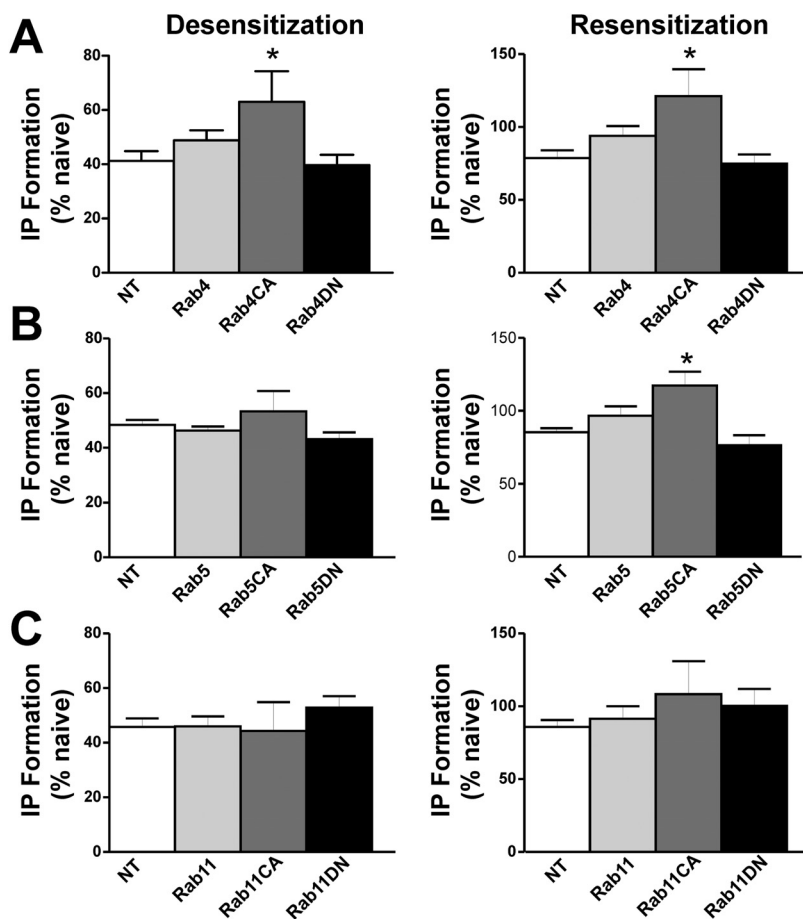 A
Desensitization
Resensitization
IP Formation
(% naive)
80
60
40
20
0
*
NT
Rab4
Rab4CA
Rab4DN
IP Formation
(% naive)
150
100
50
0
*
NT
Rab4
Rab4CA
Rab4DN
B
IP Formation
(% naive)
80
60
40
20
0
NT
Rab5
Rab5CA
Rab5DN
IP Formation
(% naive)
150
100
50
0
*
NT
Rab5
Rab5CA
Rab5DN
C
IP Formation
(% naive)
80
60
40
20
0
NT
Rab11
Rab11CA
Rab11DN
IP Formation
(% naive)
150
100
50
0
NT
Rab11
Rab11CA
Rab11DN